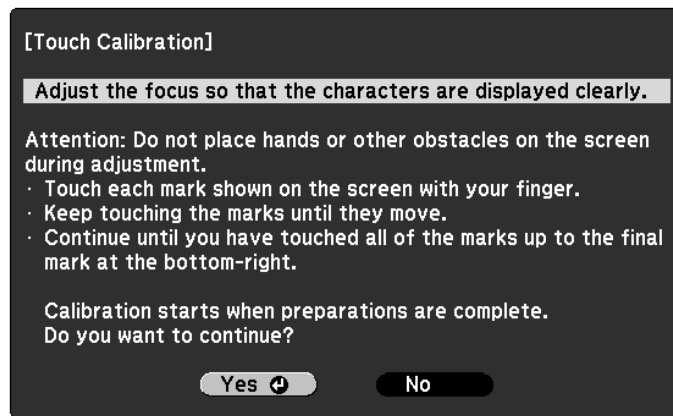 [Touch Calibration]
Adjust the focus so that the characters are displayed clearly.
Attention: Do not place hands or other obstacles on the screen
during adjustment.
· Touch each mark shown on the screen with your finger.
· Keep touching the marks until they move.
· Continue until you have touched all of the marks up to the final
mark at the bottom-right.
Calibration starts when preparations are complete.
Do you want to continue?
Yes No